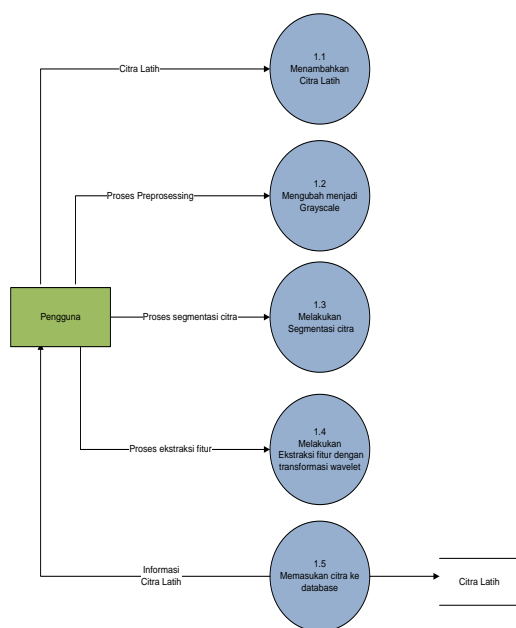 1.1
Menambahkan
Citra Latih
Citra Latih
1.2
Mengubah menjadi
Grayscale
Proses Preprosessing
Pengguna
Proses segmentasi citra
1.3
Melakukan
Segmentasi citra
Proses ekstraksi fitur
1.4
Melakukan
Ekstraksi fitur dengan
transformasi wavelet
Informasi
Citra Latih
1.5
Memasukan citra ke
database
Citra Latih